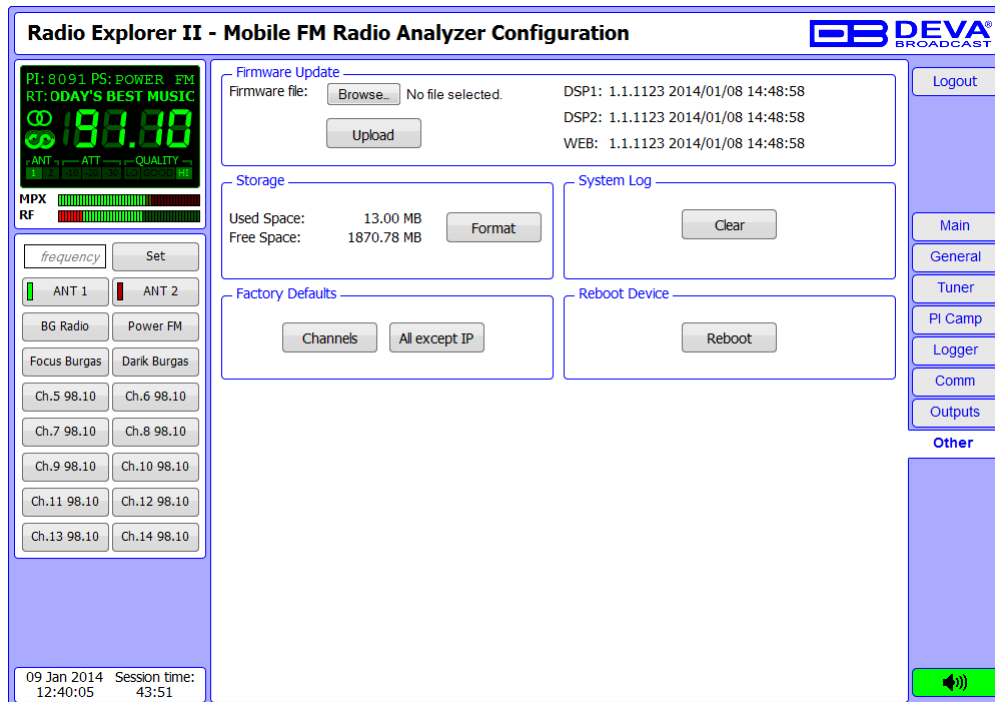 Radio Explorer II - Mobile FM Radio Analyzer Configuration
DEVA®
BROADCAST
PI: 8091 PS: POWER FM
RT: ODAY'S BEST MUSIC
91.10
ANT ATT QUALITY
1 2 -10 -20 -30 LO GOOD HI
MPX
RF
frequency Set
ANT 1 ANT 2
BG Radio Power FM
Focus Burgas Darik Burgas
Ch.5 98.10 Ch.6 98.10
Ch.7 98.10 Ch.8 98.10
Ch.9 98.10 Ch.10 98.10
Ch.11 98.10 Ch.12 98.10
Ch.13 98.10 Ch.14 98.10
09 Jan 2014 Session time:
12:40:05 43:51
Firmware Update
Firmware file: Browse.. No file selected.
Upload
DSP1: 1.1.1123 2014/01/08 14:48:58
DSP2: 1.1.1123 2014/01/08 14:48:58
WEB: 1.1.1123 2014/01/08 14:48:58
Storage
Used Space: 13.00 MB
Free Space: 1870.78 MB
Format
System Log
Clear
Factory Defaults
Channels All except IP
Reboot Device
Reboot
Logout
Main
General
Tuner
PI Camp
Logger
Comm
Outputs
Other